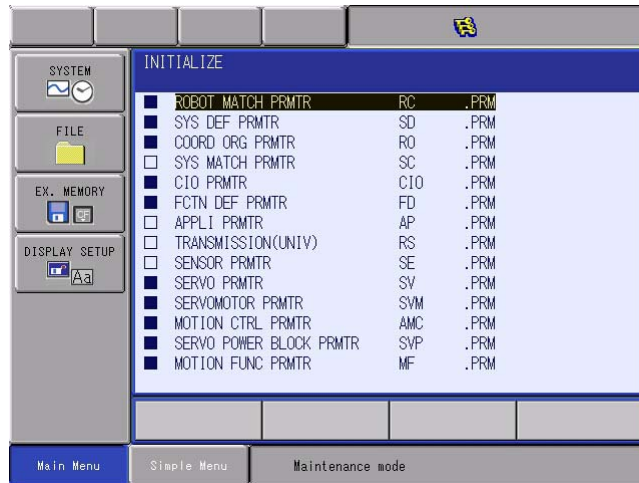 SYSTEM
FILE
EX. MEMORY
CF
DISPLAY SETUP
Aa
INITIALIZE
ROBOT MATCH PRMTR RC .PRM
SYS DEF PRMTR SD .PRM
COORD ORG PRMTR RO .PRM
SYS MATCH PRMTR SC .PRM
CIO PRMTR CIO .PRM
FCTN DEF PRMTR FD .PRM
APPLI PRMTR AP .PRM
TRANSMISSION(UNIV) RS .PRM
SENSOR PRMTR SE .PRM
SERVO PRMTR SV .PRM
SERVOMOTOR PRMTR SVM .PRM
MOTION CTRL PRMTR AMC .PRM
SERVO POWER BLOCK PRMTR SVP .PRM
MOTION FUNC PRMTR MF .PRM
Main Menu
Simple Menu
Maintenance mode